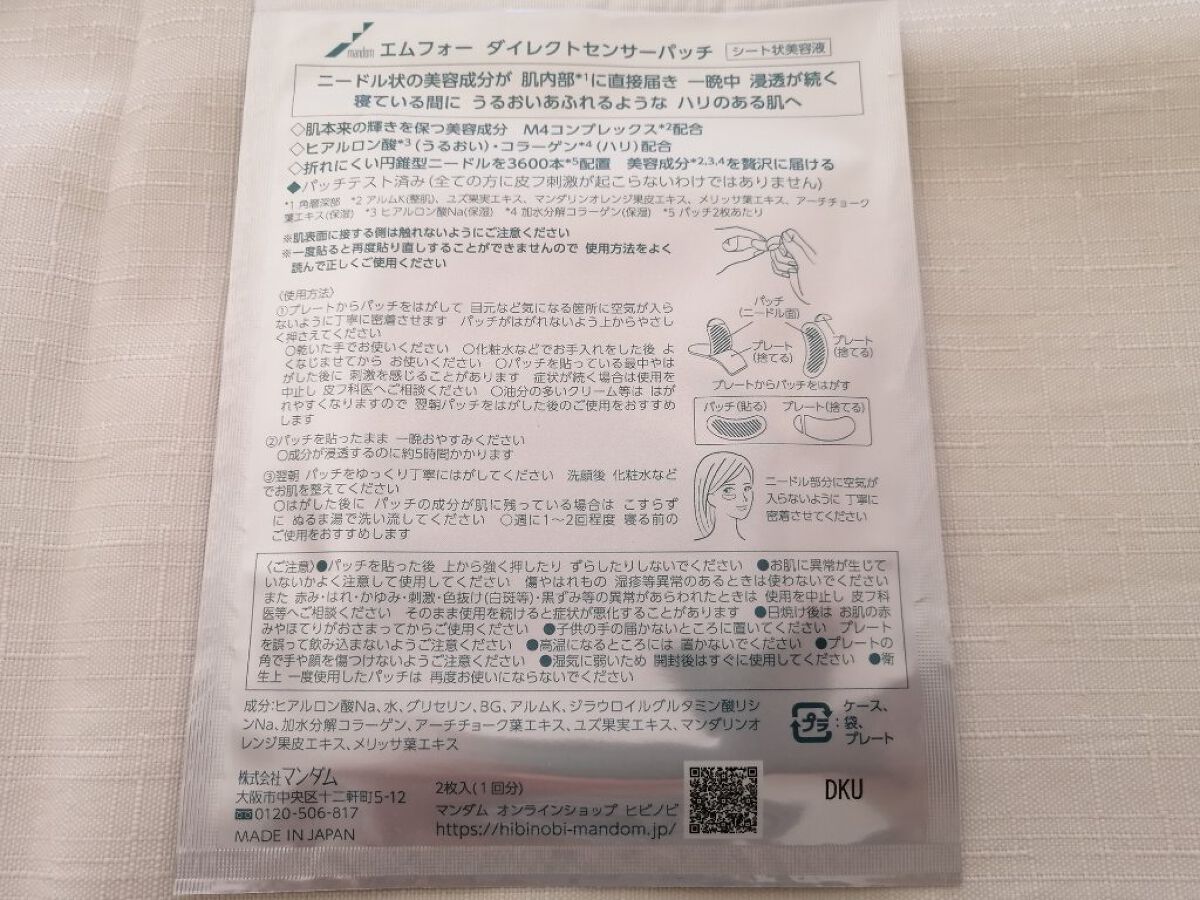 mandom エムフォー ダイレクトセンサーパッチ シート状美容液
ニードル状の美容成分が 肌内部*1に直接届き 一晩中 浸透が続く
寝ている間に うるおいあふれるような ハリのある肌へ
◇肌本来の輝きを保つ美容成分 M4コンプレックス*2配合
◇ヒアルロン酸*3(うるおい)・コラーゲン*4(ハリ)配合
◇折れにくい円錐型ニードルを3600本*5配置 美容成分*2,3,4を贅沢に届ける
◆パッチテスト済み(全ての方に皮フ刺激が起こらないわけではありません)
*1 角層深部 *2 アルムK(整肌)、ユズ果実エキス、マンダリンオレンジ果皮エキス、メリッサ葉エキス、アーチチョーク
葉エキス(保湿) *3 ヒアルロン酸Na(保湿) *4 加水分解コラーゲン(保湿) *5 パッチ2枚あたり
※肌表面に接する側は触れないようにご注意ください
※一度貼ると再度貼り直しすることができませんので 使用方法をよく
読んで正しくご使用ください
〈使用方法〉
①プレートからパッチをはがして 目元など気になる箇所に空気が入ら
ないように丁寧に密着させます パッチがはがれないよう上からやさし
く押さえてください
○乾いた手でお使いください ○化粧水などでお手入れをした後 よ
くなじませてから お使いください ○パッチを貼っている最中やは
がした後に 刺激を感じることがあります 症状が続く場合は使用を
中止し 皮フ科医へご相談ください ○油分の多いクリーム等は はが
れやすくなりますので 翌朝パッチをはがした後のご使用をおすすめ
します
②パッチを貼ったまま 一晩おやすみください
○成分が浸透するのに約5時間かかります
③翌朝 パッチをゆっくり丁寧にはがしてください 洗顔後 化粧水など
でお肌を整えてください
○はがした後に パッチの成分が肌に残っている場合は こすらず
に ぬるま湯で洗い流してください ○週に1～2回程度 寝る前の
ご使用をおすすめします
パッチ
(ニードル面)
プレート
(捨てる)
プレート
(捨てる)
プレートからパッチをはがす
パッチ(貼る) プレート(捨てる)
ニードル部分に空気が
入らないように 丁寧に
密着させてください
〈ご注意〉●パッチを貼った後 上から強く押したり ずらしたりしないでください ●お肌に異常が生じて
いないかよく注意して使用してください 傷やはれもの 湿疹等異常のあるときは使わないでください
また 赤み・はれ・かゆみ・刺激・色抜け(白斑等)・黒ずみ等の異常があらわれたときは 使用を中止し 皮フ科
医等へご相談ください そのまま使用を続けると症状が悪化することがあります ●日焼け後は お肌の赤
みやほてりがおさまってからご使用ください ●子供の手の届かないところに置いてください プレート
を誤って飲み込まないようご注意ください ●高温になるところには 置かないでください ●プレートの
角で手や顔を傷つけないようご注意ください ●湿気に弱いため 開封後はすぐに使用してください ●衛
生上 一度使用したパッチは 再度お使いにならないでください
成分:ヒアルロン酸Na、水、グリセリン、BG、アルムK、ジラウロイルグルタミン酸リシ
ンNa、加水分解コラーゲン、アーチチョーク葉エキス、ユズ果実エキス、マンダリンオ
レンジ果皮エキス、メリッサ葉エキス
プラ:ケース、
袋、
プレート
株式会社マンダム
大阪市中央区十二軒町5-12
0120-506-817
MADE IN JAPAN
2枚入(1回分)
マンダム オンラインショップ ヒビノビ
https://hibinobi-mandom.jp/
DKU